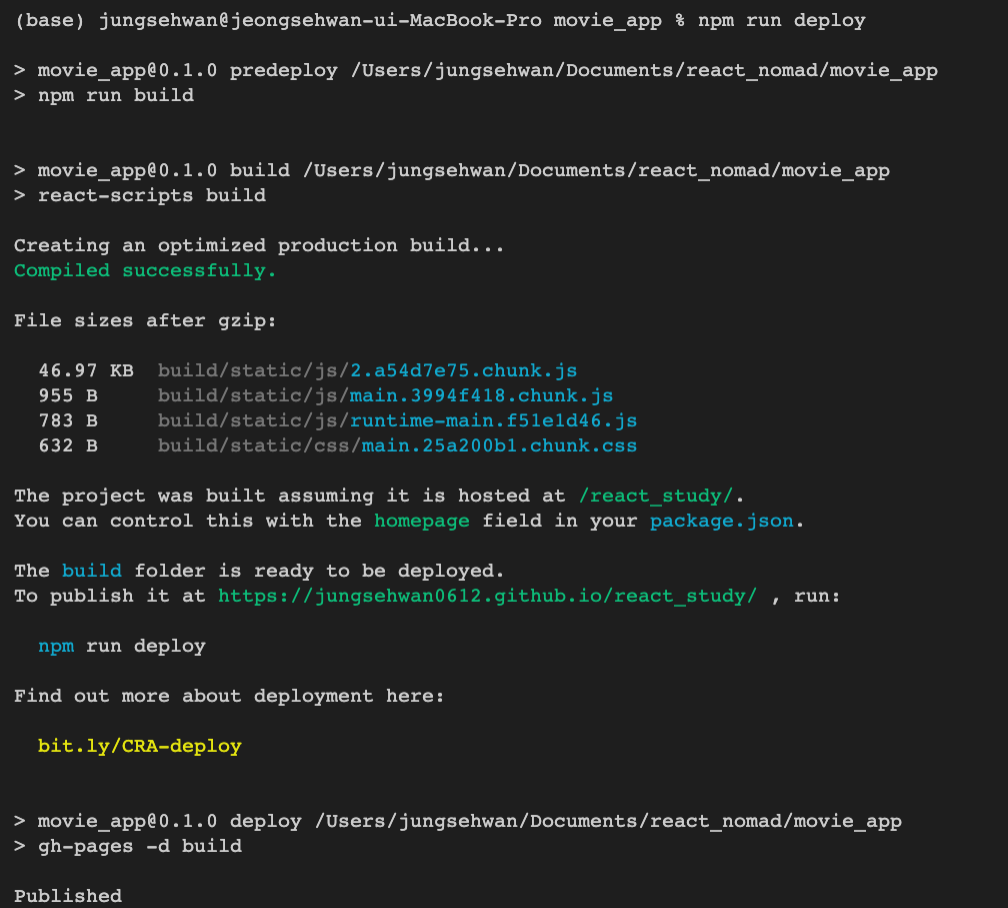 (base) jungsehwan@jeongsehwan-ui-MacBook-Pro movie_app % npm run deploy
> movie_app@0.1.0 predeploy /Users/jungsehwan/Documents/react_nomad/movie_app
> npm run build
> movie_app@0.1.0 build /Users/jungsehwan/Documents/react_nomad/movie_app
> react-scripts build
Creating an optimized production build...
Compiled successfully.
File sizes after gzip:
46.97 KB  build/static/js/2.a54d7e75.chunk.js
955 B     build/static/js/main.3994f418.chunk.js
783 B     build/static/js/runtime-main.f51e1d46.js
632 B     build/static/css/main.25a200b1.chunk.css
The project was built assuming it is hosted at /react_study/.
You can control this with the homepage field in your package.json.
The build folder is ready to be deployed.
To publish it at https://jungsehwan0612.github.io/react_study/ , run:
npm run deploy
Find out more about deployment here:
bit.ly/CRA-deploy
> movie_app@0.1.0 deploy /Users/jungsehwan/Documents/react_nomad/movie_app
> gh-pages -d build
Published